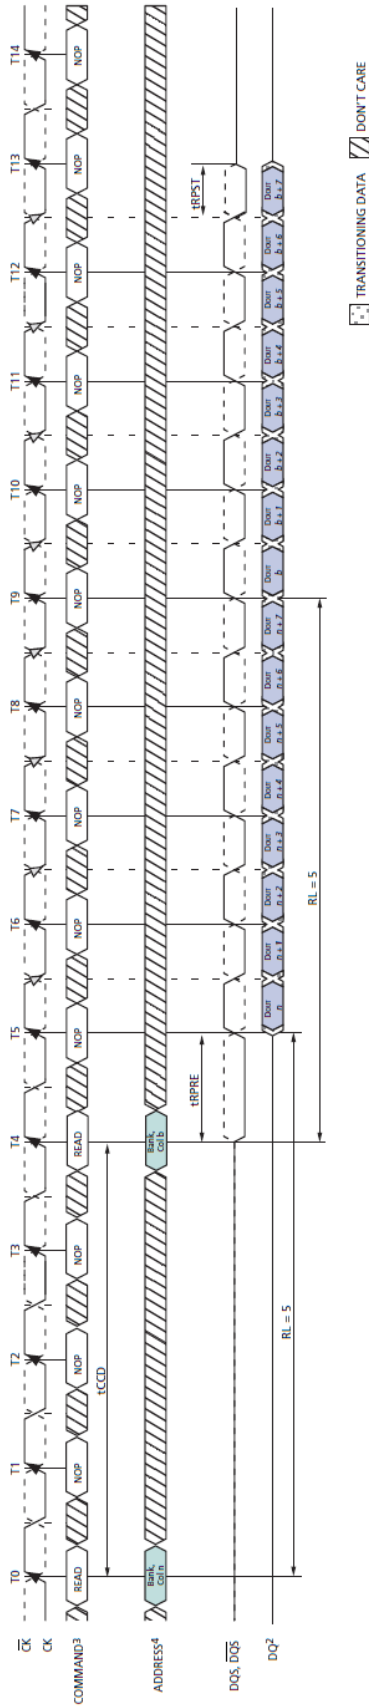 T0 T1 T2 T3 T4 T5 T6 T7 T8 T9 T10 T11 T12 T13 T14
CK
CK
COMMAND3 READ NOP NOP NOP READ NOP NOP NOP NOP NOP NOP NOP NOP NOP NOP
tCCD
ADDRESS4 Bank, Col n Bank, Col b
tRPRE tRPST
DQS, DQS
DQ2 Dout n Dout n + 1 Dout n + 2 Dout n + 3 Dout n + 4 Dout n + 5 Dout n + 6 Dout n + 7 Dout b Dout b + 1 Dout b + 2 Dout b + 3 Dout b + 4 Dout b + 5 Dout b + 6 Dout b + 7
RL = 5
RL = 5
TRANSITIONING DATA DON'T CARE